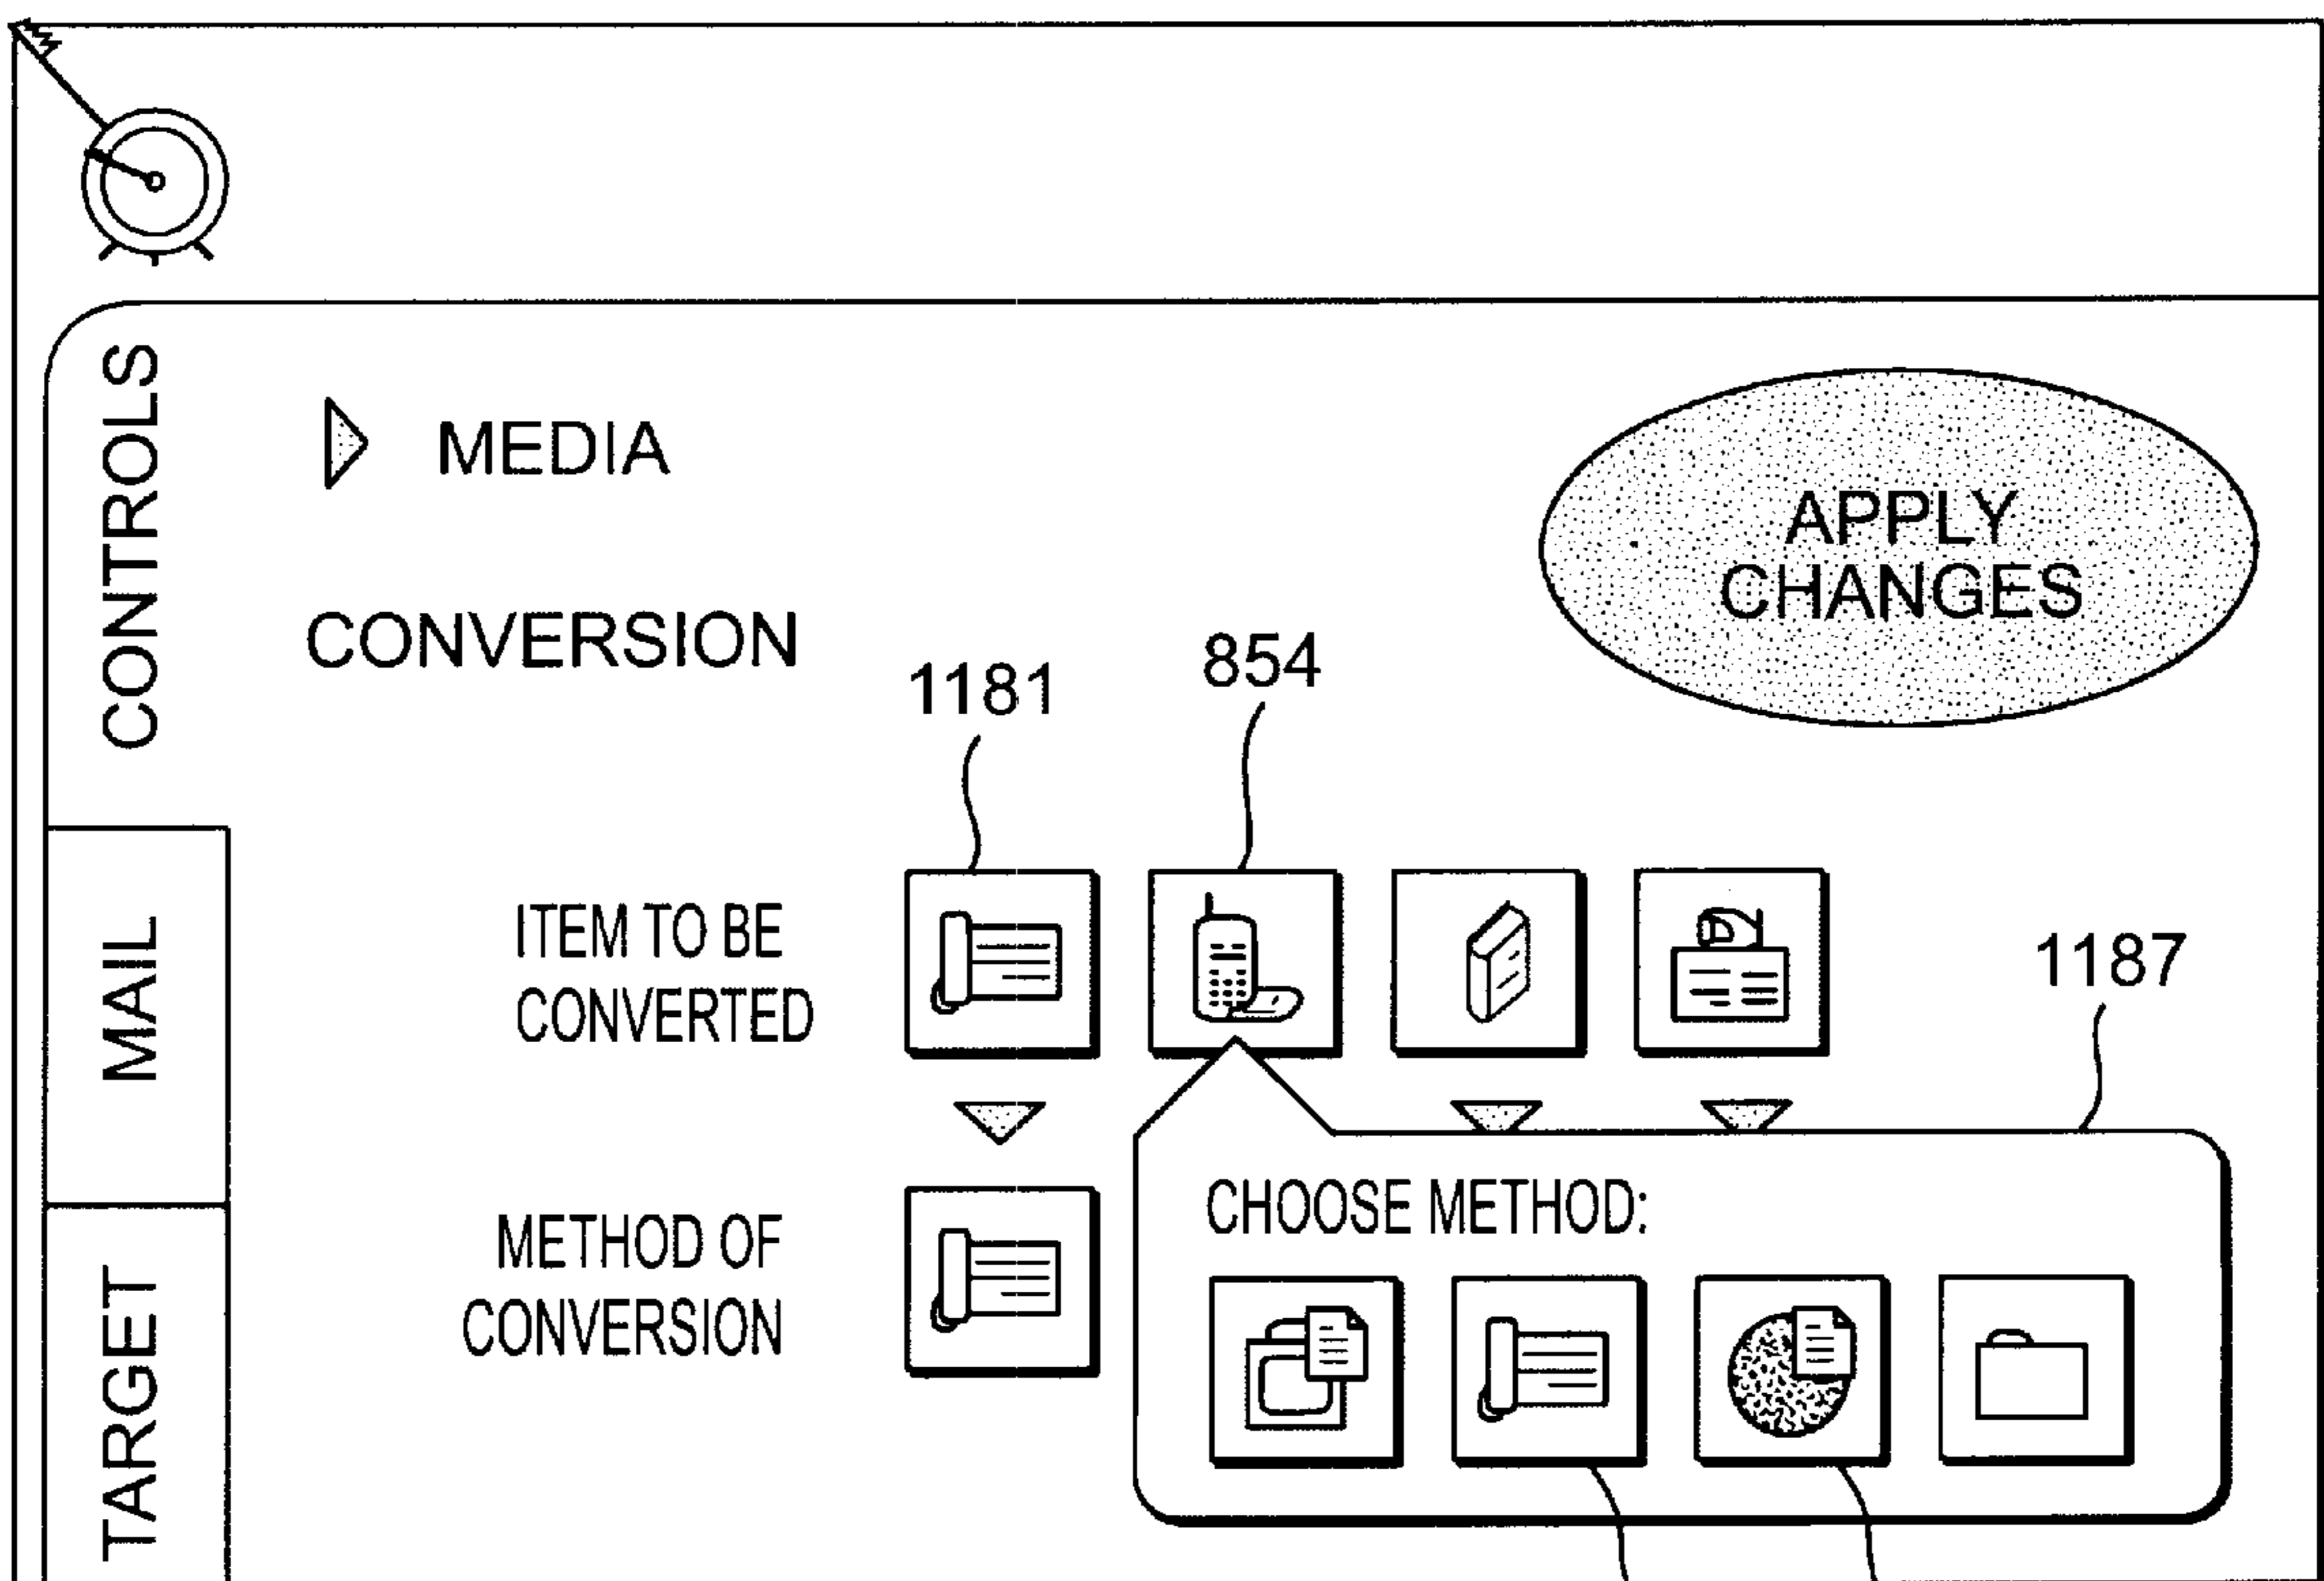 CONTROLS
MAIL
TARGET
MEDIA
CONVERSION
APPLY
CHANGES
1181
854
ITEM TO BE
CONVERTED
1187
METHOD OF
CONVERSION
CHOOSE METHOD: